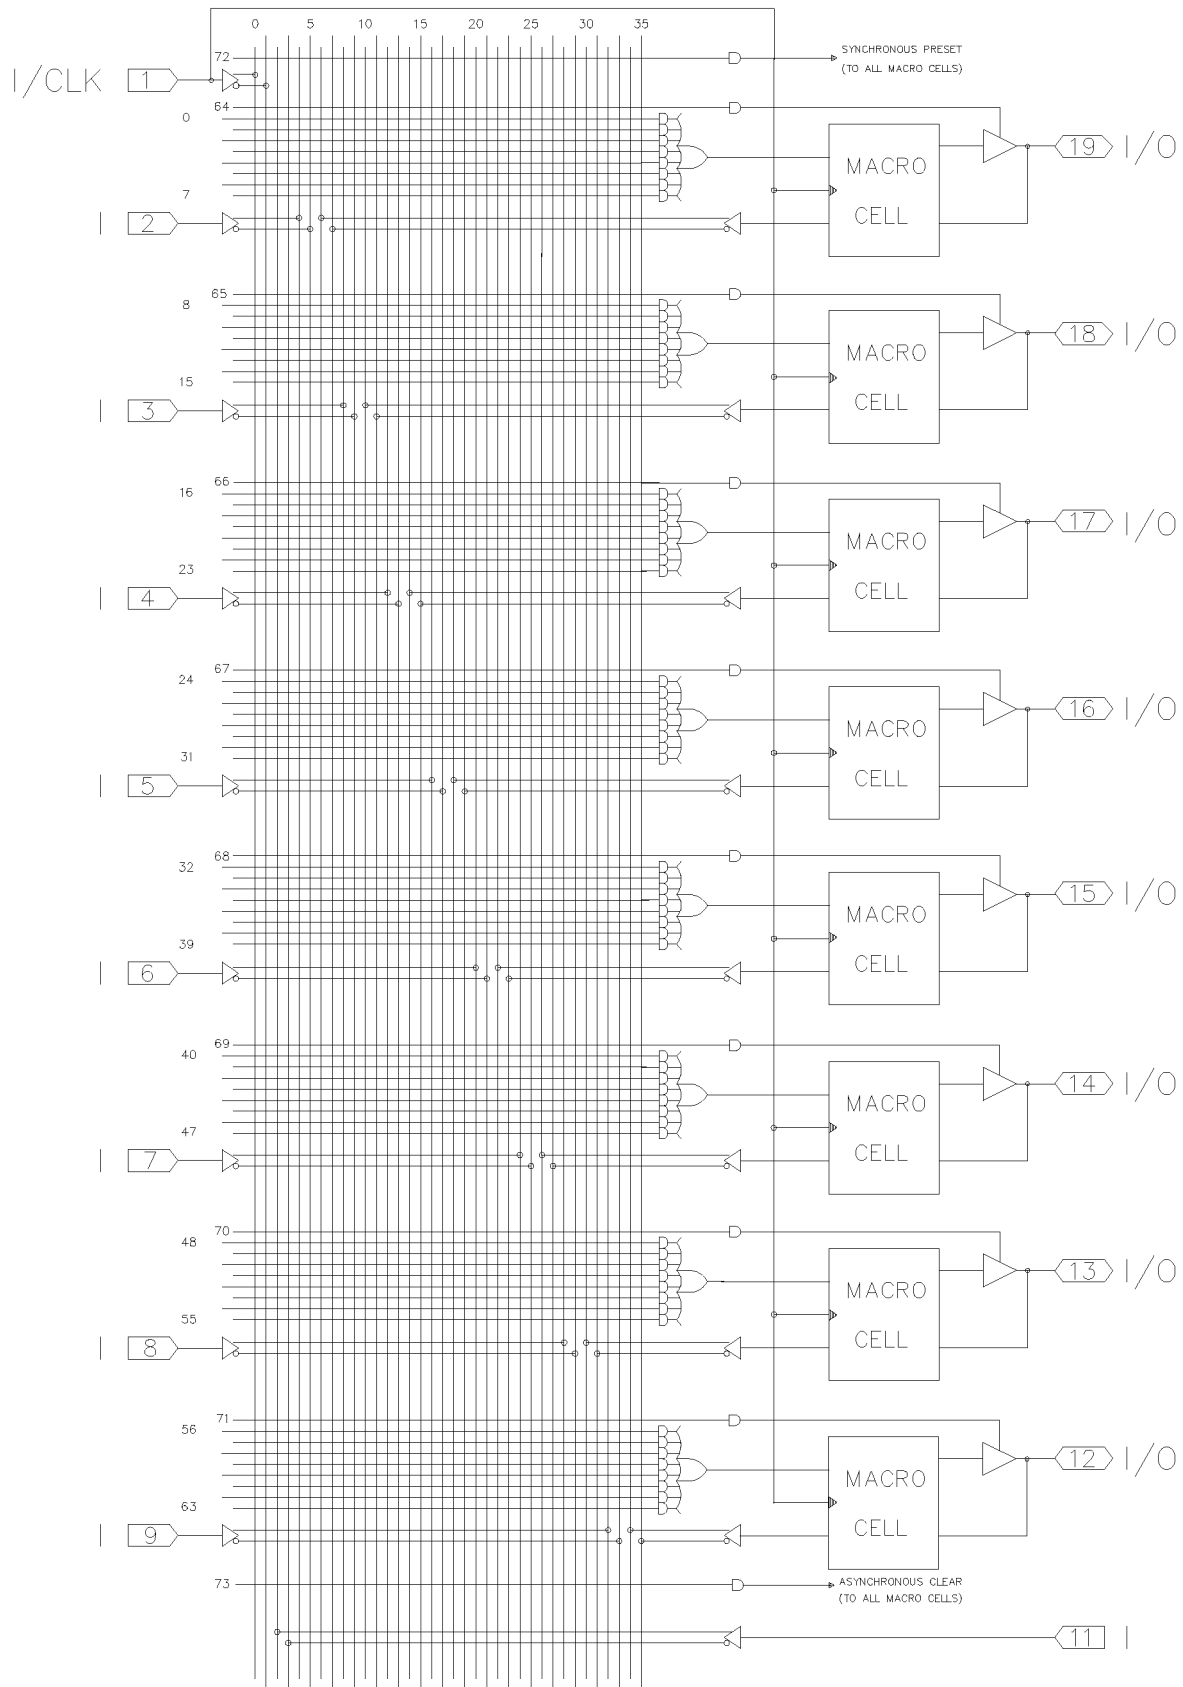 0 5 10 15 20 25 30 35
72
SYNCHRONOUS PRESET
(TO ALL MACRO CELLS)
I/CLK 1
64
0
19 I/O
MACRO
CELL
7
I 2
65
8
18 I/O
MACRO
CELL
15
I 3
66
16
17 I/O
MACRO
CELL
23
I 4
67
24
16 I/O
MACRO
CELL
31
I 5
68
32
15 I/O
MACRO
CELL
39
I 6
69
40
14 I/O
MACRO
CELL
47
I 7
70
48
13 I/O
MACRO
CELL
55
I 8
71
56
12 I/O
MACRO
CELL
63
I 9
73
ASYNCHRONOUS CLEAR
(TO ALL MACRO CELLS)
11 I